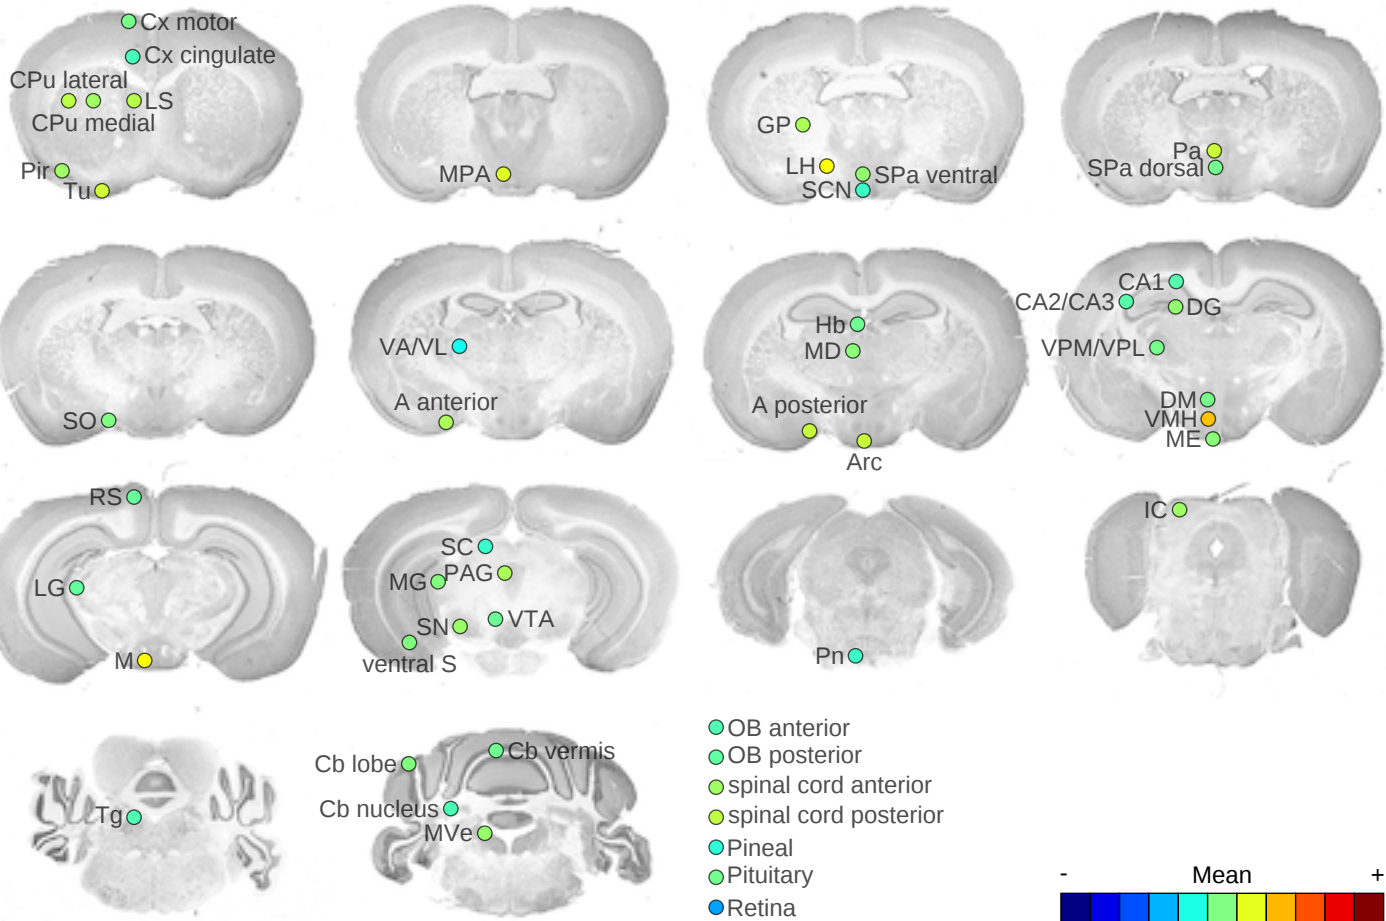 Cx motor
Cx cingulate
CPu lateral
LS
CPu medial
Pir
Tu
MPA
GP
LH
SPa ventral
SCN
Pa
SPa dorsal
SO
VA/VL
A anterior
Hb
MD
A posterior
Arc
CA1
CA2/CA3
DG
VPM/VPL
DM
VMH
ME
RS
LG
M
SC
PAG
MG
VTA
SN
ventral S
Pn
IC
Tg
Cb vermis
Cb lobe
Cb nucleus
MVe
OB anterior
OB posterior
spinal cord anterior
spinal cord posterior
Pineal
Pituitary
Retina
- Mean +